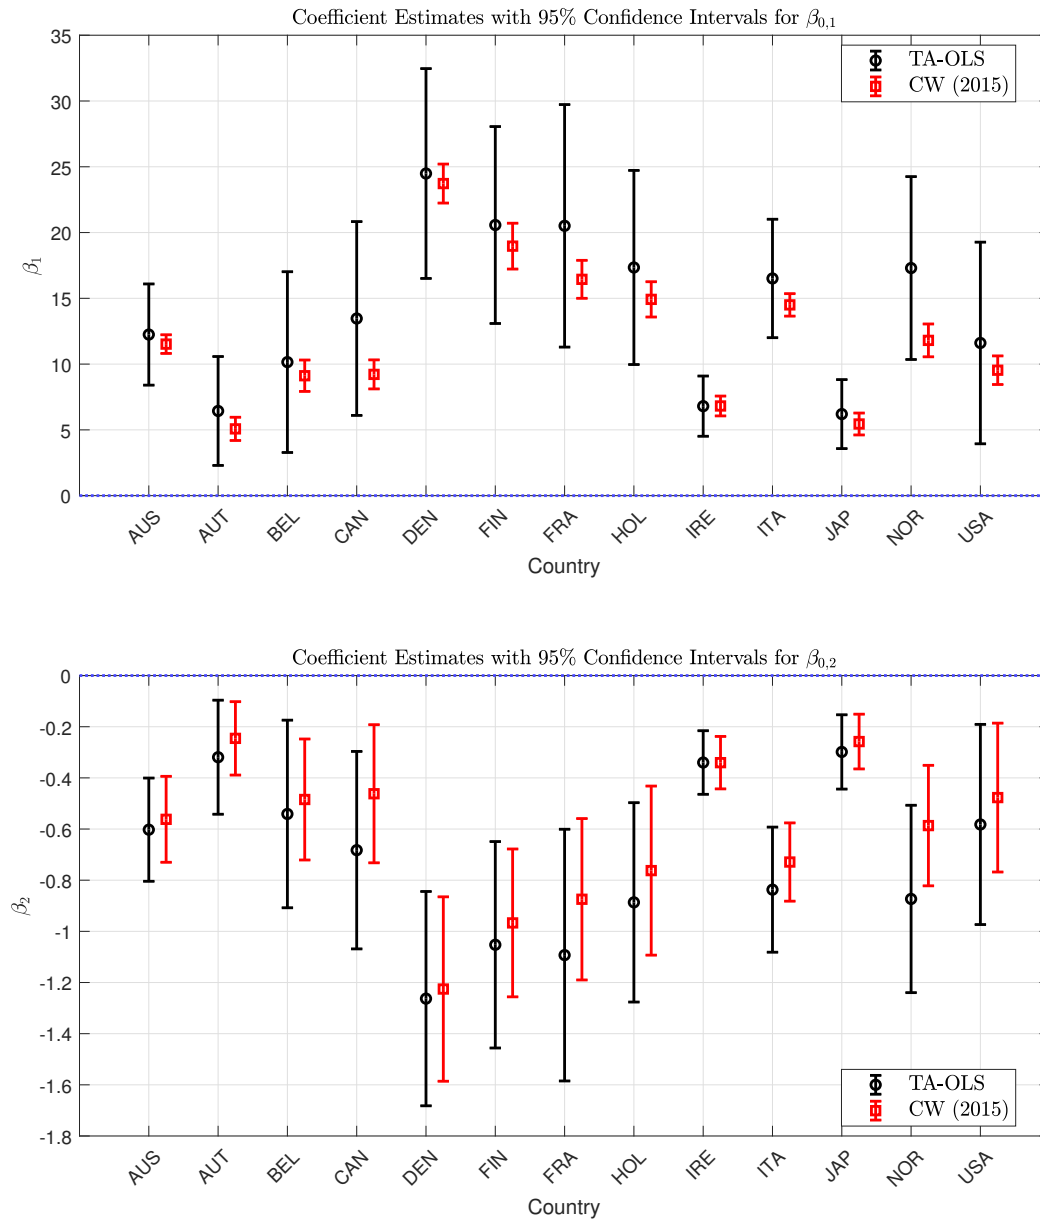 Coefficient Estimates with 95% Confidence Intervals for β0,1
35
30
25
20
15
10
5
0
β1
TA-OLS
CW (2015)
AUS AUT BEL CAN DEN FIN FRA HOL IRE ITA JAP NOR USA
Country
Coefficient Estimates with 95% Confidence Intervals for β0,2
0
-0.2
-0.4
-0.6
-0.8
-1
-1.2
-1.4
-1.6
-1.8
β2
TA-OLS
CW (2015)
AUS AUT BEL CAN DEN FIN FRA HOL IRE ITA JAP NOR USA
Country